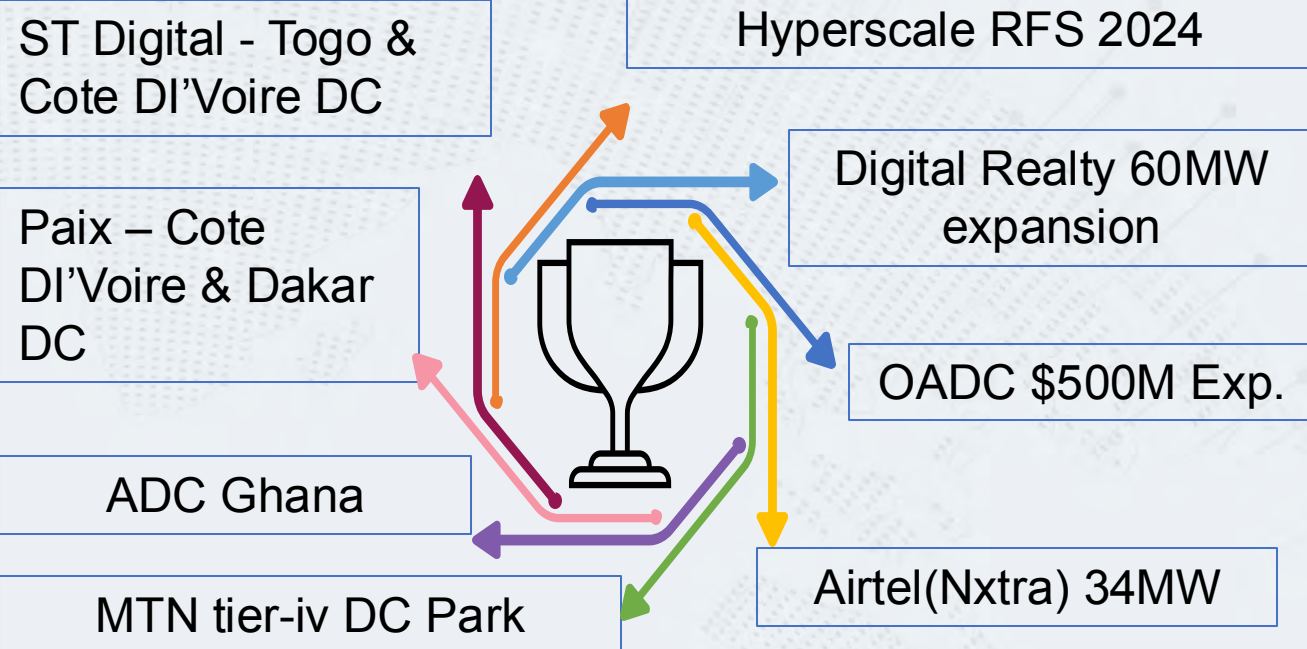 ST Digital - Togo &
Cote DI’Voire DC
Hyperscale RFS 2024
Digital Realty 60MW
expansion
Paix – Cote
DI’Voire & Dakar
DC
OADC $500M Exp.
ADC Ghana
Airtel(Nxtra) 34MW
MTN tier-iv DC Park